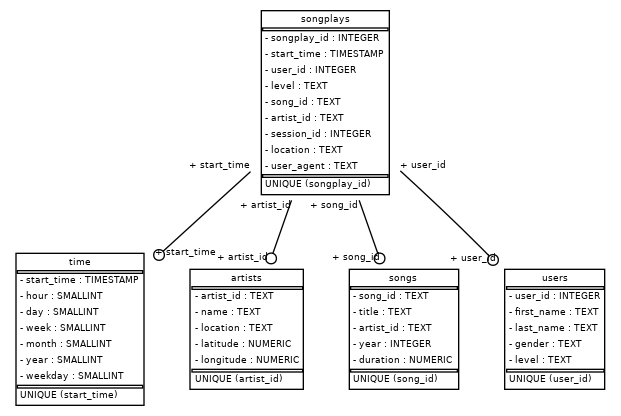 songplays
- songplay_id : INTEGER
- start_time : TIMESTAMP
- user_id : INTEGER
- level : TEXT
- song_id : TEXT
- artist_id : TEXT
- session_id : INTEGER
- location : TEXT
- user_agent : TEXT
UNIQUE (songplay_id)
+ start_time
+ user_id
+ artist_id
+ song_id
+ start_time
+ artist_id
+ song_id
+ user_id
time
- start_time : TIMESTAMP
- hour : SMALLINT
- day : SMALLINT
- week : SMALLINT
- month : SMALLINT
- year : SMALLINT
- weekday : SMALLINT
UNIQUE (start_time)
artists
- artist_id : TEXT
- name : TEXT
- location : TEXT
- latitude : NUMERIC
- longitude : NUMERIC
UNIQUE (artist_id)
songs
- song_id : TEXT
- title : TEXT
- artist_id : TEXT
- year : INTEGER
- duration : NUMERIC
UNIQUE (song_id)
users
- user_id : INTEGER
- first_name : TEXT
- last_name : TEXT
- gender : TEXT
- level : TEXT
UNIQUE (user_id)